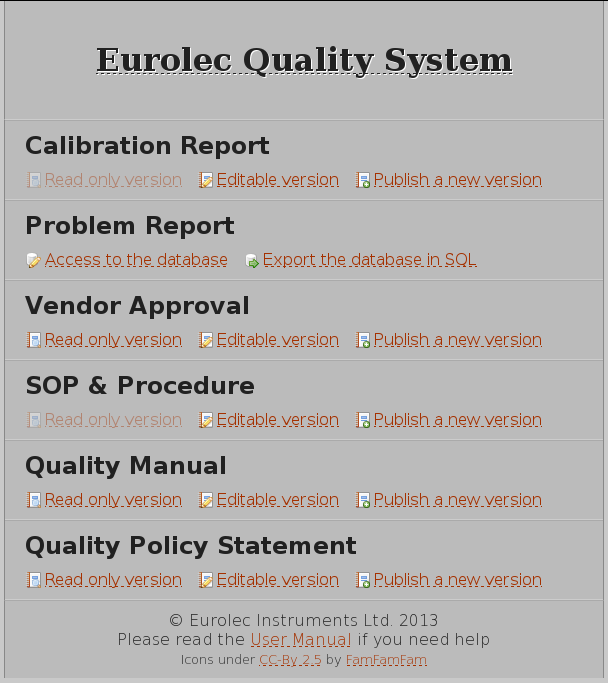 Eurolec Quality System
Calibration Report
Read only version Editable version Publish a new version
Problem Report
Access to the database Export the database in SQL
Vendor Approval
Read only version Editable version Publish a new version
SOP & Procedure
Read only version Editable version Publish a new version
Quality Manual
Read only version Editable version Publish a new version
Quality Policy Statement
Read only version Editable version Publish a new version
© Eurolec Instruments Ltd. 2013
Please read the User Manual if you need help
Icons under CC-By 2.5 by FamFamFam